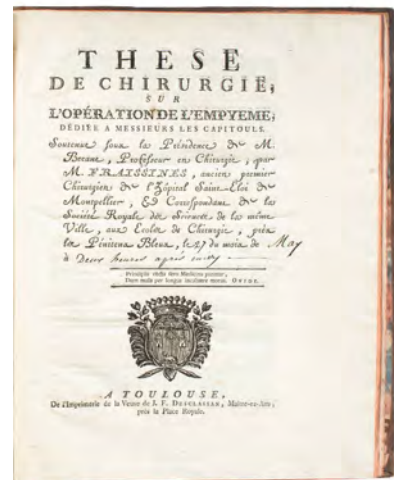 THESE
DE CHIRURGIE,
SUR
L'OPÉRATION DE L'EMPYEME,
DÉDIÉE A MESSIEURS LES CAPITOULS.
Soutenue sous la Présidence de M.
Becane, Professeur en Chirurgie, par
M. FRAISSINES, ancien premier
Chirurgien de l'Hôpital Saint-Eloi de
Montpellier, & Correspondant de la
Société Royale des Sciences de la même
Ville, aux Ecoles de Chirurgie, près
les Pénitens Bleus, le 27 du mois de May
à Deux heures après midy
Principiis obsta sero Medicina paratur,
Cum mala per longas invaluere moras. OVIDE.
A TOULOUSE,
De l'Imprimerie de la Veuve de J. F. DESCLASSAN, Maître-ès-Arts,
près la Place Royale.